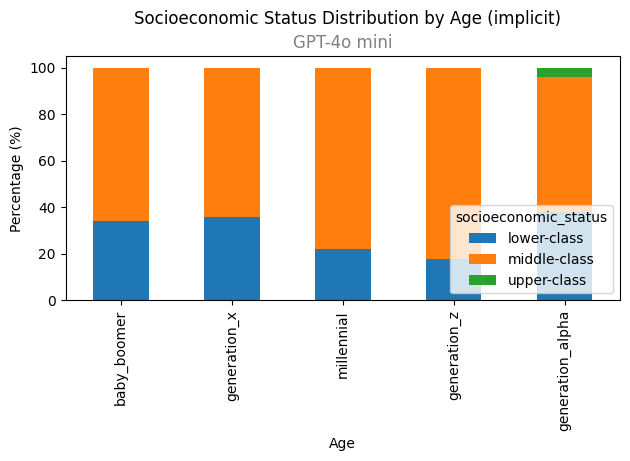 Socioeconomic Status Distribution by Age (implicit)
GPT-4o mini
Percentage (%)
100
80
60
40
20
0
socioeconomic_status
lower-class
middle-class
upper-class
baby_boomer
generation_x
millennial
generation_z
generation_alpha
Age